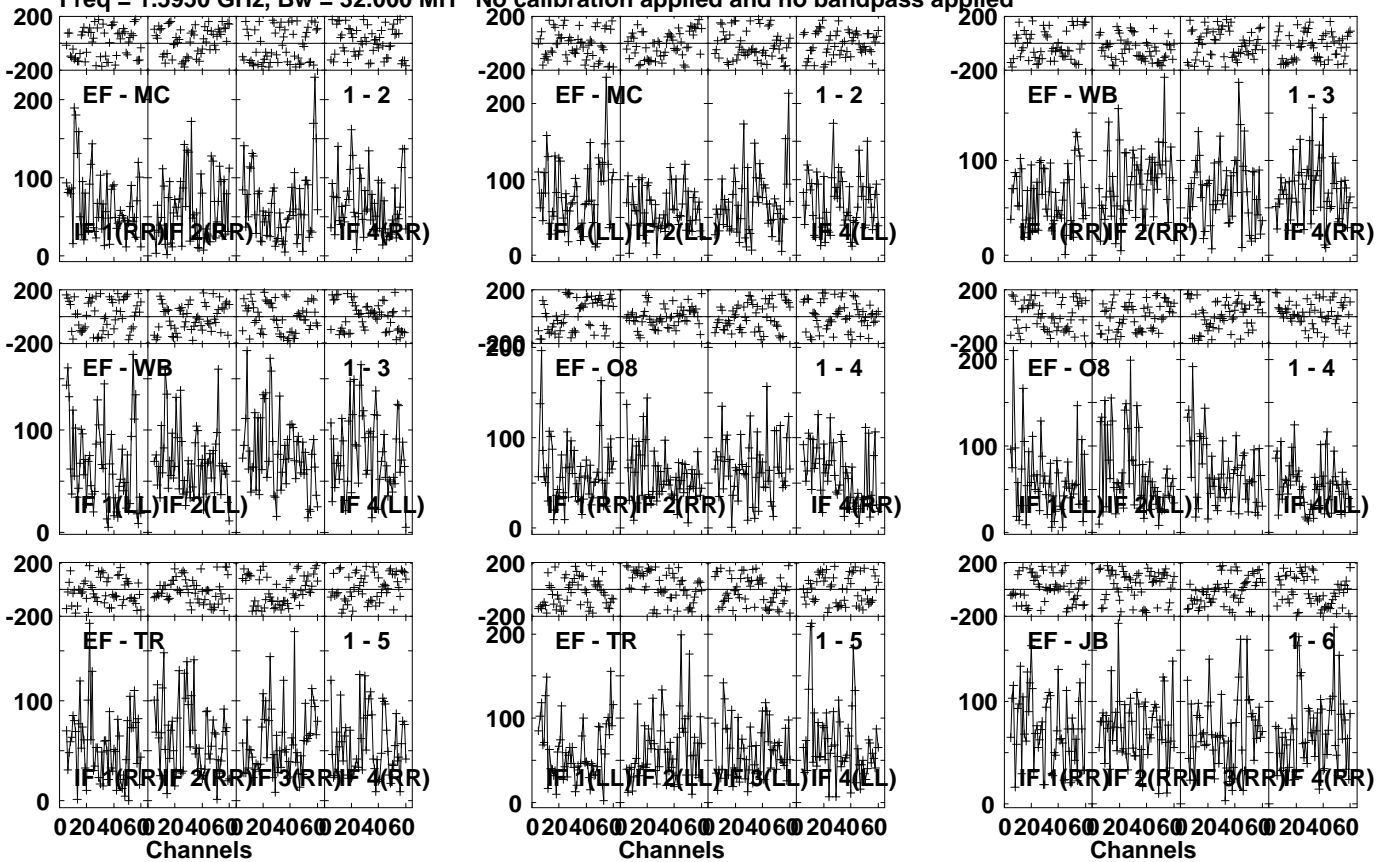 Freq = 1.5950 GHz, Bw = 32.000 MH No calibration applied and no bandpass applied
200
-200
200
100
0
EF - MC 1 - 2
IF 1(RR) IF 2(RR) IF 4(RR)
EF - MC 1 - 2
IF 1(LL) IF 2(LL) IF 4(LL)
200
-200
100
0
EF - WB 1 - 3
IF 1(RR) IF 2(RR) IF 4(RR)
200
-200
100
0
EF - WB 1 - 3
IF 1(LL) IF 2(LL) IF 4(LL)
200
-200
200
100
0
EF - O8 1 - 4
IF 1(RR) IF 2(RR) IF 4(RR)
200
-200
200
100
0
EF - O8 1 - 4
IF 1(LL) IF 2(LL) IF 4(LL)
200
-200
100
0
EF - TR 1 - 5
IF 1(RR) IF 2(RR) IF 3(RR) IF 4(RR)
0 20 40 60 0 20 40 60 0 20 40 60 0 20 40 60
Channels
200
-200
200
100
0
EF - TR 1 - 5
IF 1(LL) IF 2(LL) IF 3(LL) IF 4(LL)
0 20 40 60 0 20 40 60 0 20 40 60 0 20 40 60
Channels
200
-200
100
0
EF - JB 1 - 6
IF 1(RR) IF 2(RR) IF 3(RR) IF 4(RR)
0 20 40 60 0 20 40 60 0 20 40 60 0 20 40 60
Channels